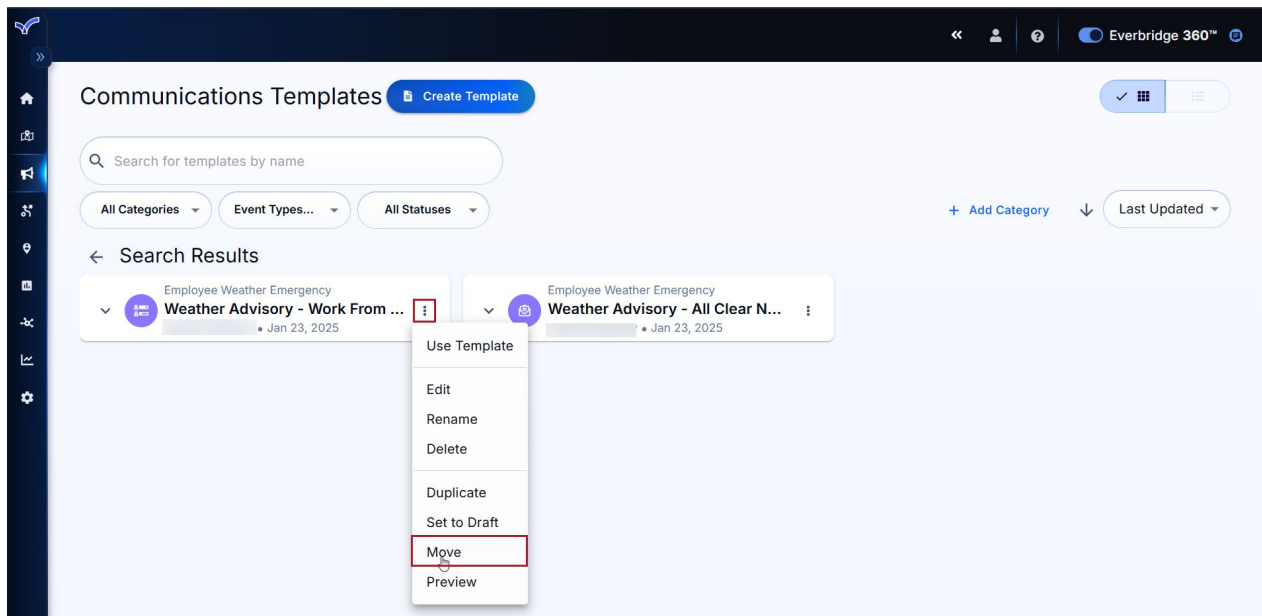 Everbridge 360™
Communications Templates
Create Template
Search for templates by name
All Categories
Event Types...
All Statuses
+ Add Category
Last Updated
Search Results
Employee Weather Emergency
Weather Advisory - Work From ...
• Jan 23, 2025
Employee Weather Emergency
Weather Advisory - All Clear N...
• Jan 23, 2025
Use Template
Edit
Rename
Delete
Duplicate
Set to Draft
Move
Preview